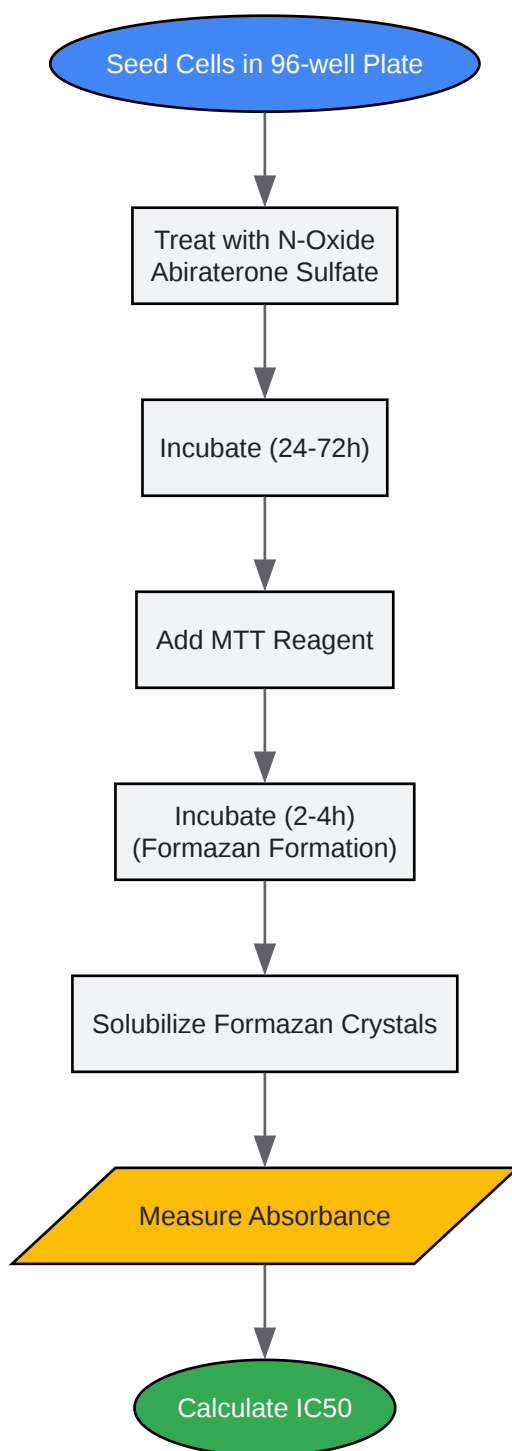 Seed Cells in 96-well Plate
Treat with N-Oxide
Abiraterone Sulfate
Incubate (24-72h)
Add MTT Reagent
Incubate (2-4h)
(Formazan Formation)
Solubilize Formazan Crystals
Measure Absorbance
Calculate IC50